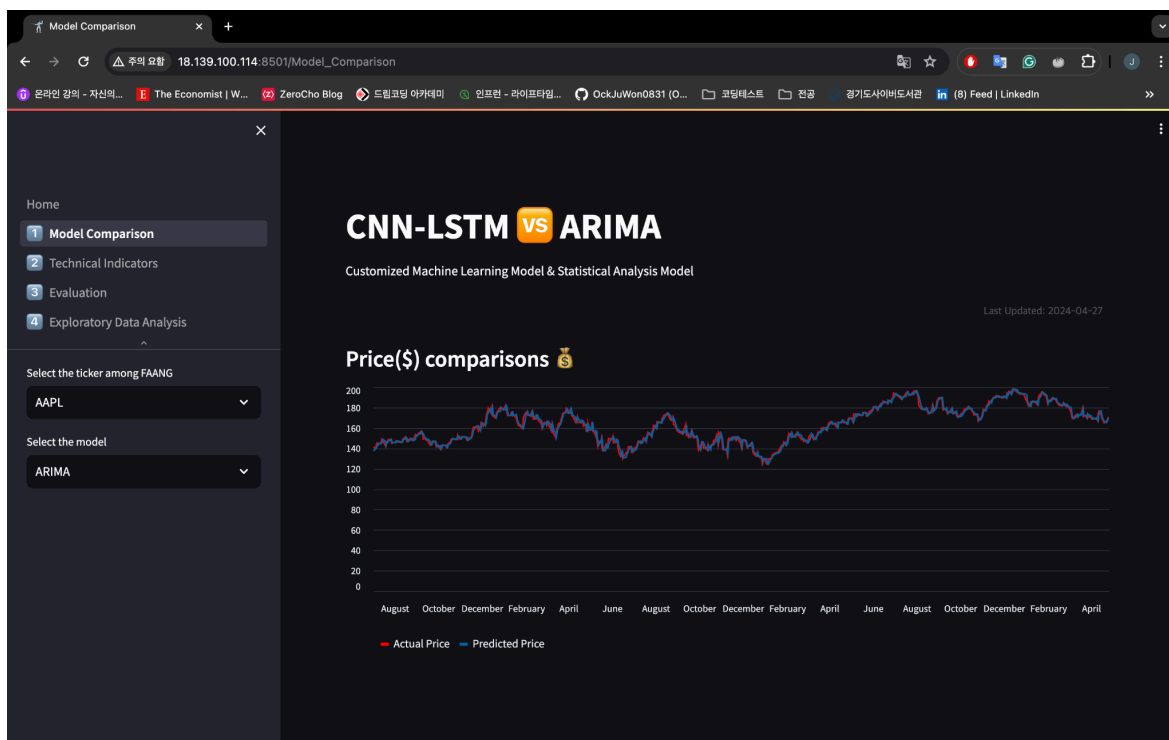 Model Comparison
주의 요함 18.139.100.114:8501/Model_Comparison
J
온라인 강의 - 자신의... The Economist | W... ZeroCho Blog 드림코딩 아카데미 인프런 - 라이프타임... OckJuWon0831 (O... 코딩테스트 전공 경기도사이버도서관 (8) Feed | LinkedIn
Home
1 Model Comparison
2 Technical Indicators
3 Evaluation
4 Exploratory Data Analysis
Select the ticker among FAANG
AAPL
Select the model
ARIMA
CNN-LSTM VS ARIMA
Customized Machine Learning Model & Statistical Analysis Model
Last Updated: 2024-04-27
Price($) comparisons
200
180
160
140
120
100
80
60
40
20
0
August October December February April June August October December February April June August October December February April
Actual Price Predicted Price